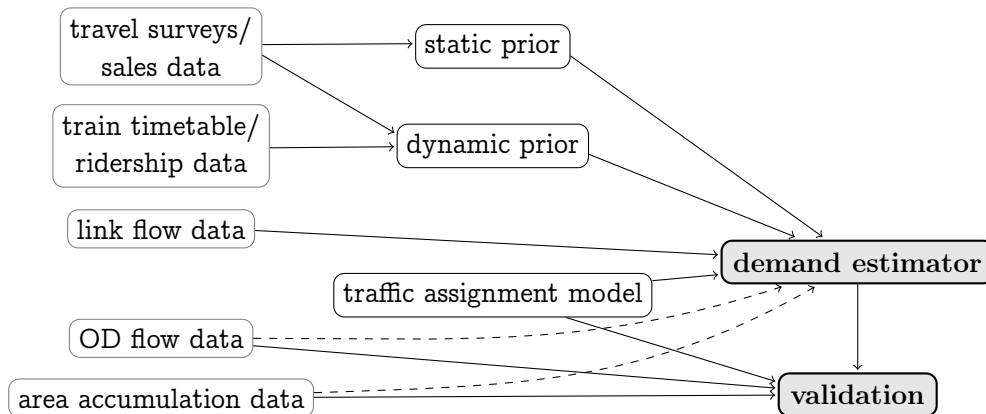 travel surveys/
sales data
static prior
train timetable/
ridership data
dynamic prior
link flow data
demand estimator
traffic assignment model
OD flow data
area accumulation data
validation